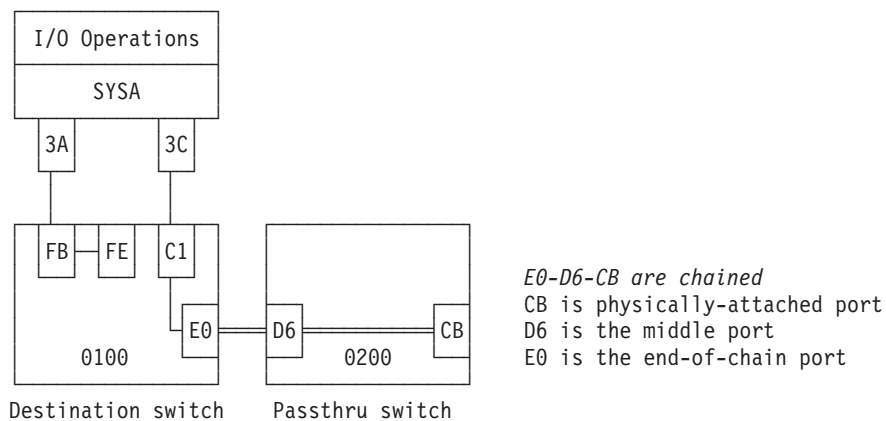 I/O Operations
SYSA
3A 3C
FB FE C1
E0-D6-CB are chained
CB is physically-attached port
E0 D6 CB D6 is the middle port
0100 0200 E0 is the end-of-chain port
Destination switch Passthru switch